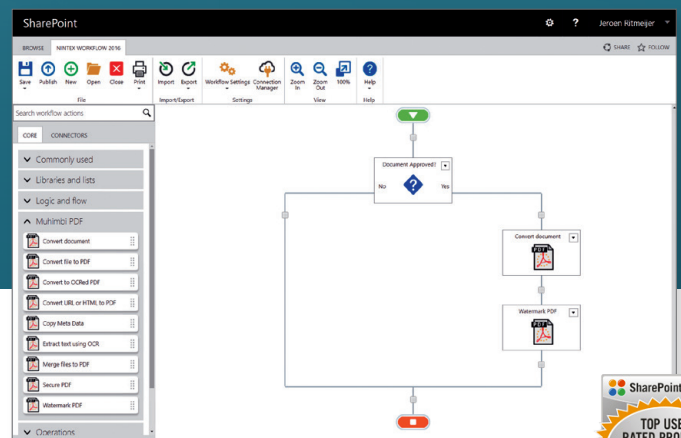 SharePoint
? Jeroen Ritmeijer
BROWSE NINTEX WORKFLOW 2016
SHARE FOLLOW
Save Publish New Open Close Print Import Export Workflow Settings Connection Manager Zoom In Zoom Out 100% Help
File Import/Export Settings View Help
Search workflow actions
CORE CONNECTORS
Commonly used
Libraries and lists
Logic and flow
Muhimbi PDF
Convert document
Convert file to PDF
Convert to OCRed PDF
Convert URL or HTML to PDF
Copy Meta Data
Extract text using OCR
Merge files to PDF
Secure PDF
Watermark PDF
Operations
Document Approved?
No ? Yes
Convert document
PDF
Watermark PDF
PDF
SharePoint
TOP USE
RATED PROD